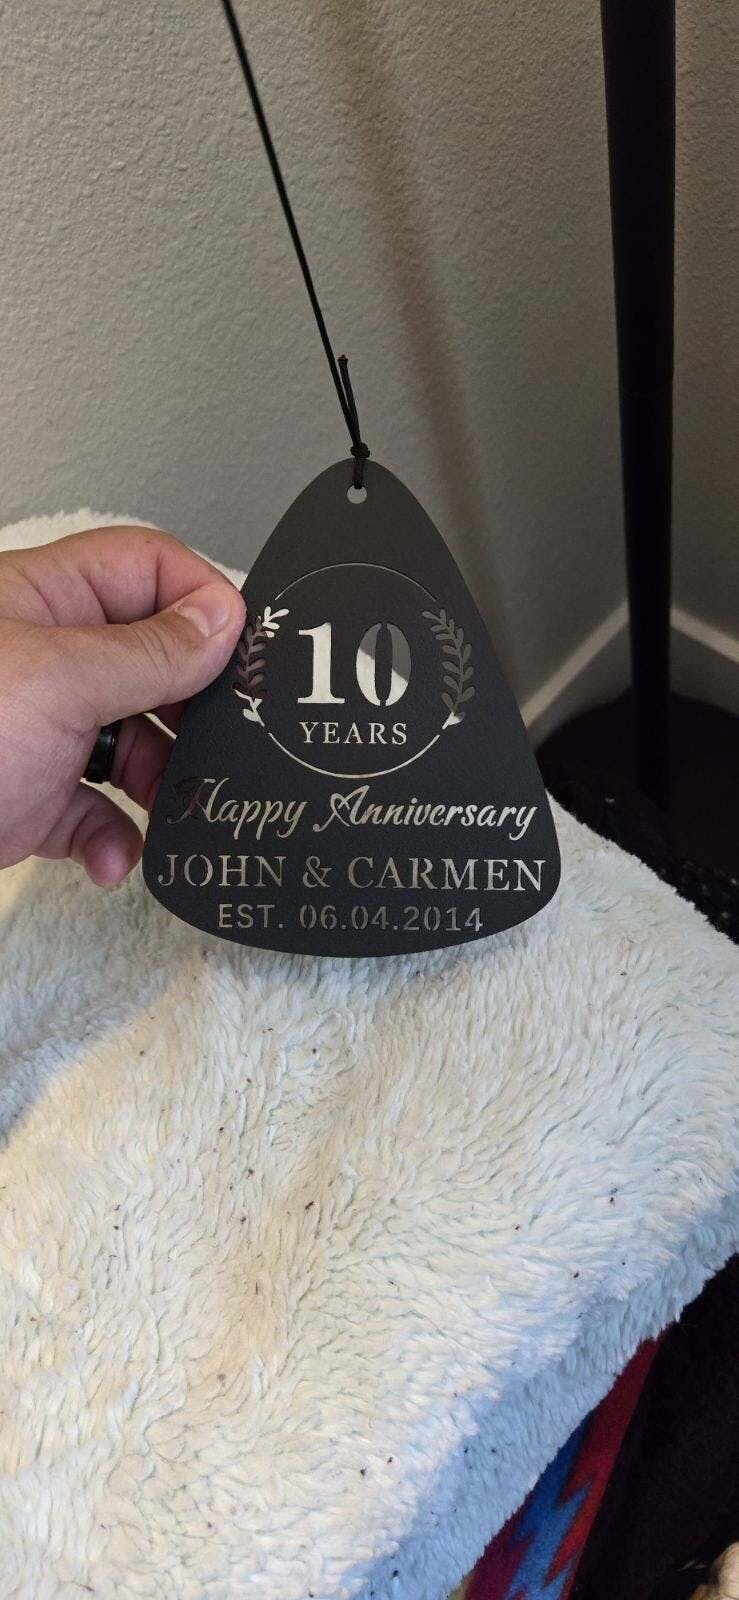 10
YEARS
Happy Anniversary
JOHN & CARMEN
EST. 06.04.2014